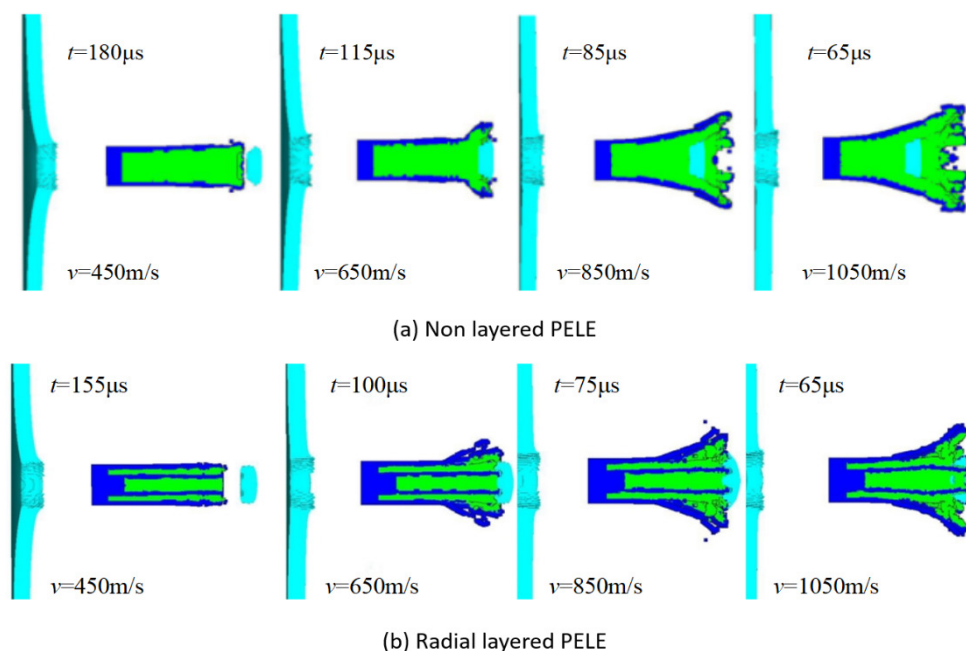 t=180μs
t=115μs
t=85μs
t=65μs
v=450m/s
v=650m/s
v=850m/s
v=1050m/s
(a) Non layered PELE
t=155μs
t=100μs
t=75μs
t=65μs
v=450m/s
v=650m/s
v=850m/s
v=1050m/s
(b) Radial layered PELE